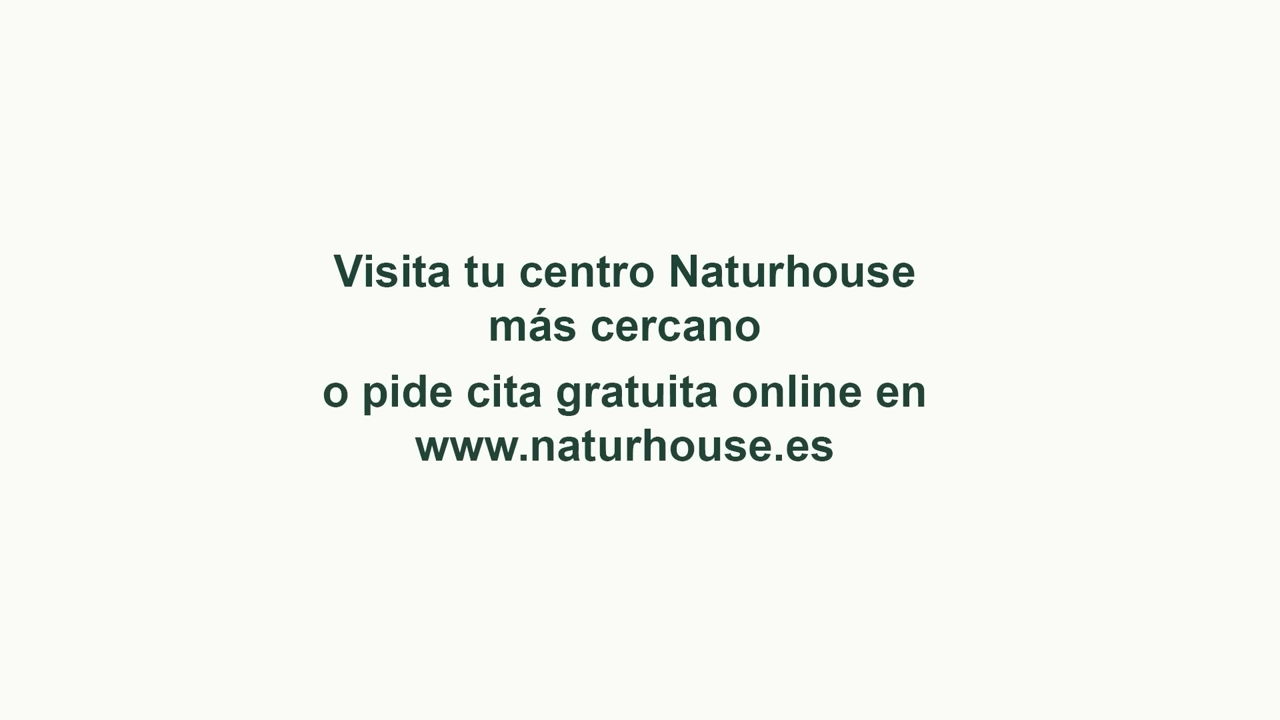 Visita tu centro Naturhouse
más cercano
o pide cita gratuita online en
www.naturhouse.es